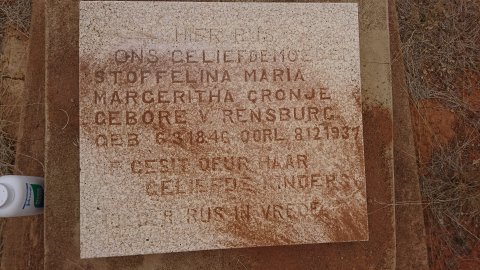 HIER RUS
ONS GELIEFDE MOEDER
STOFFELINA MARIA
MARGERITHA CRONJE
GEBORE V. RENSBURG
GEB 6.3.1846 OORL. 8.12.1937
GESIT DEUR HAAR
GELIEFDE KINDERS
RUS IN VREDE